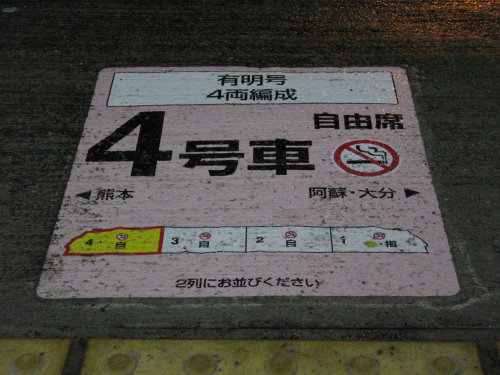 有明号
4両編成
自由席
4号車
◀熊本 阿蘇・大分▶
4 自 3 自 2 自 1 ・指
2列にお並びください